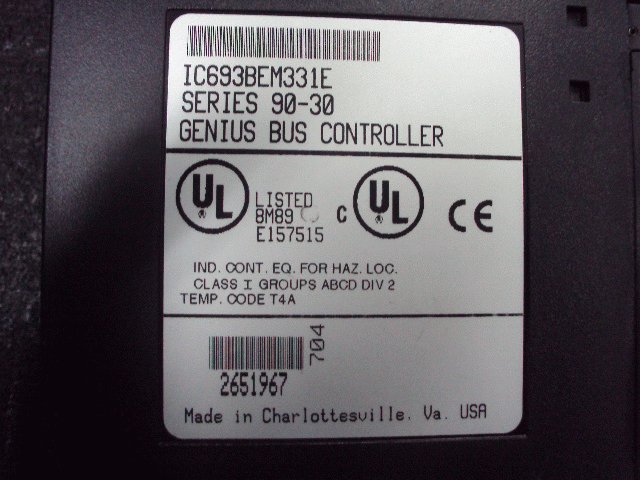 IC693BEM331E
SERIES 90-30
GENIUS BUS CONTROLLER
UL ® LISTED 8M89 E157515 C UL ® CE
IND. CONT. EQ. FOR HAZ. LOC.
CLASS I GROUPS ABCD DIV 2
TEMP. CODE T4A
704
2651967
Made in Charlottesville, Va. USA